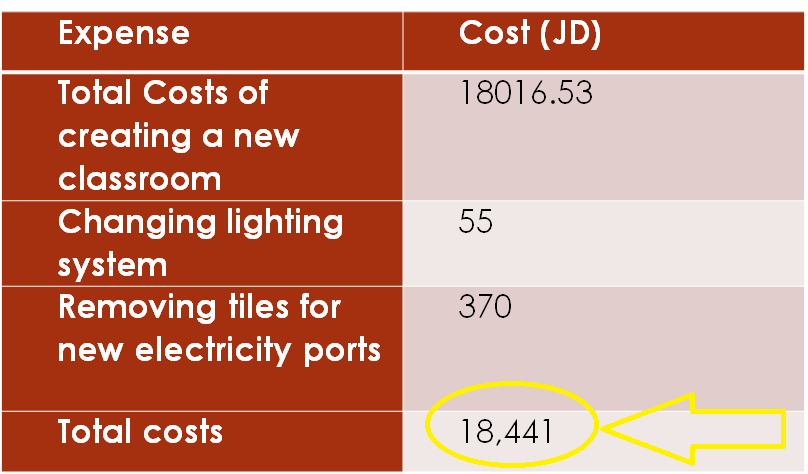 Expense Cost (JD)
Total Costs of 18016.53
creating a new
classroom
Changing lighting 55
system
Removing tiles for 370
new electricity ports
Total costs 18,441